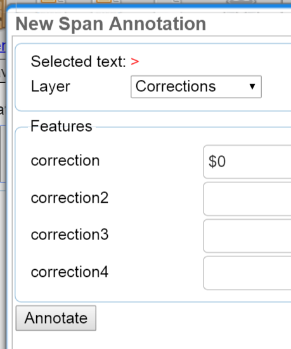 New Span Annotation
Selected text: >
Layer Corrections
Features
correction $0
correction2
correction3
correction4
Annotate